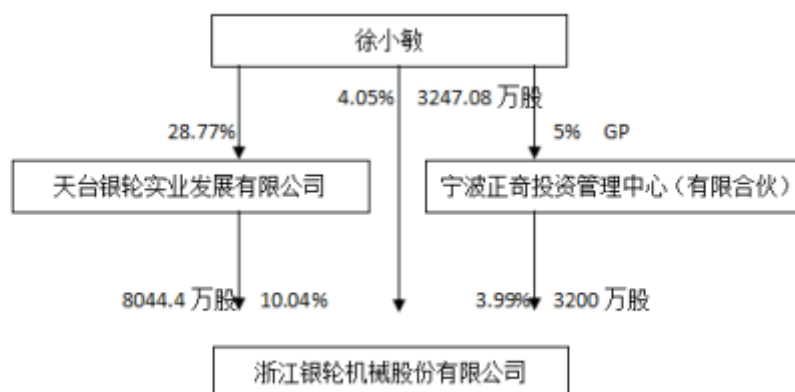 徐小敏
4.05% 3247.08 万股
28.77% 5% GP
天台银轮实业发展有限公司 宁波正奇投资管理中心（有限合伙）
8044.4 万股 10.04% 3.99% 3200 万股
浙江银轮机械股份有限公司